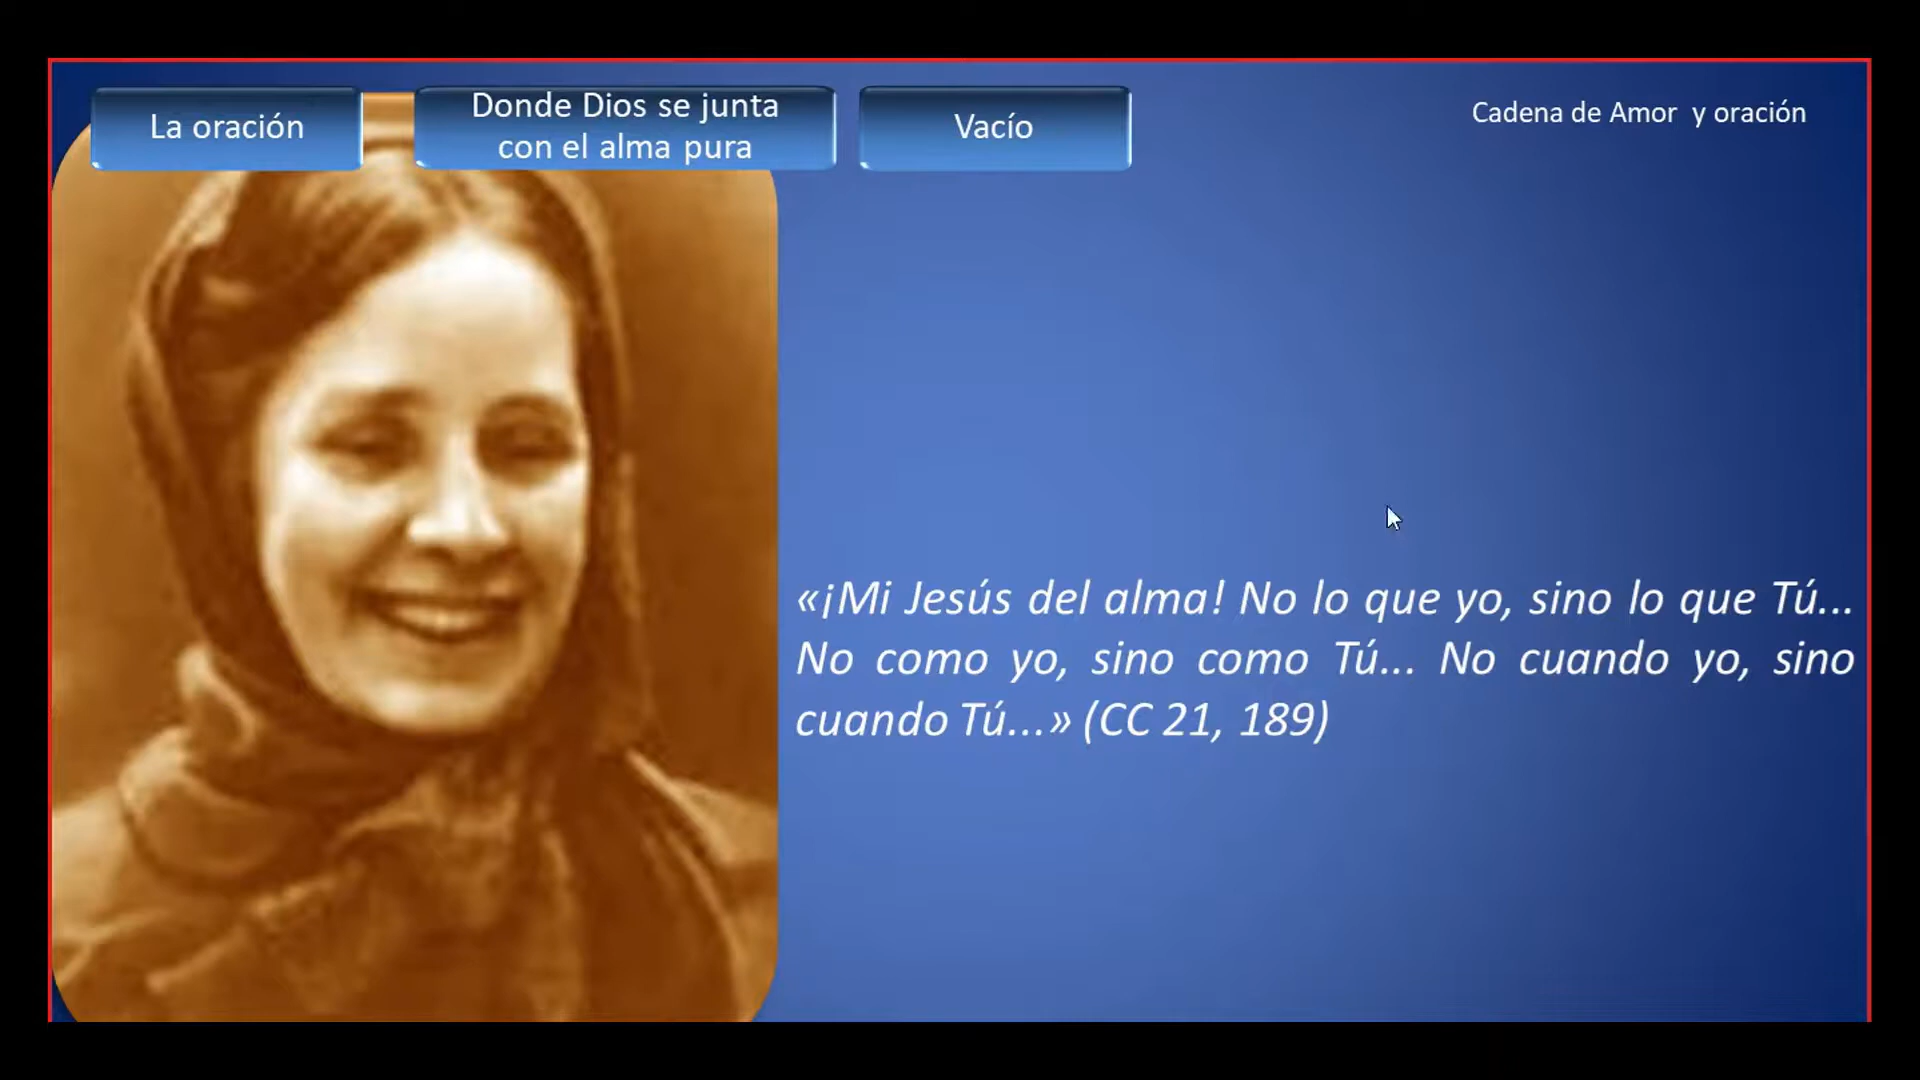 La oración
Donde Dios se junta
con el alma pura
Vacío
Cadena de Amor y oración
«¡Mi Jesús del alma! No lo que yo, sino lo que Tú...
No como yo, sino como Tú... No cuando yo, sino
cuando Tú...» (CC 21, 189)